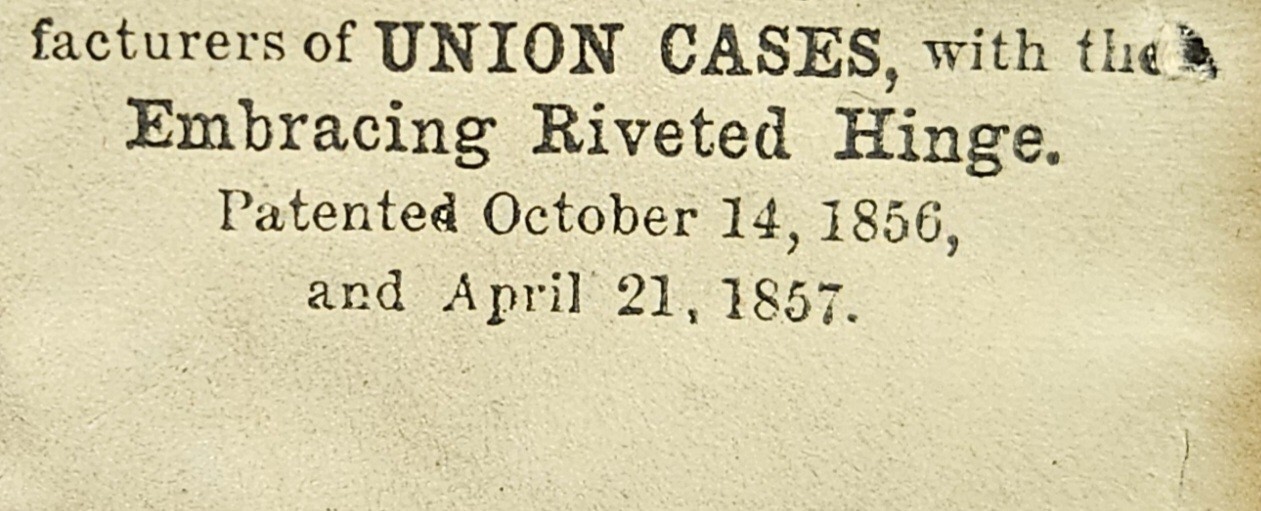 facturers of UNION CASES, with the
Embracing Riveted Hinge.
Patented October 14, 1856,
and April 21, 1857.